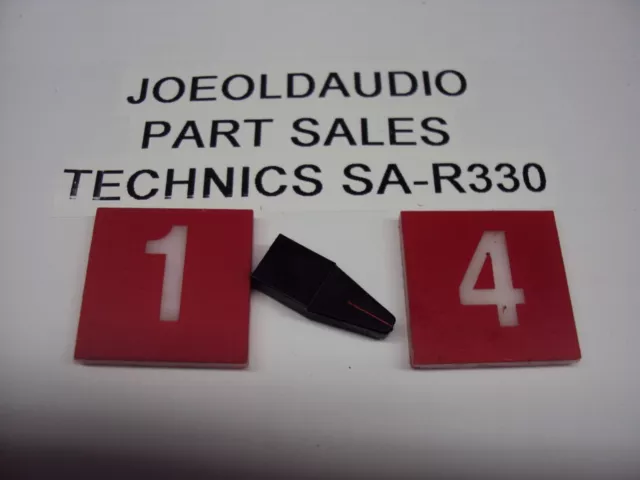 JOEOLDAUDIO
PART SALES
TECHNICS SA-R330
1 4